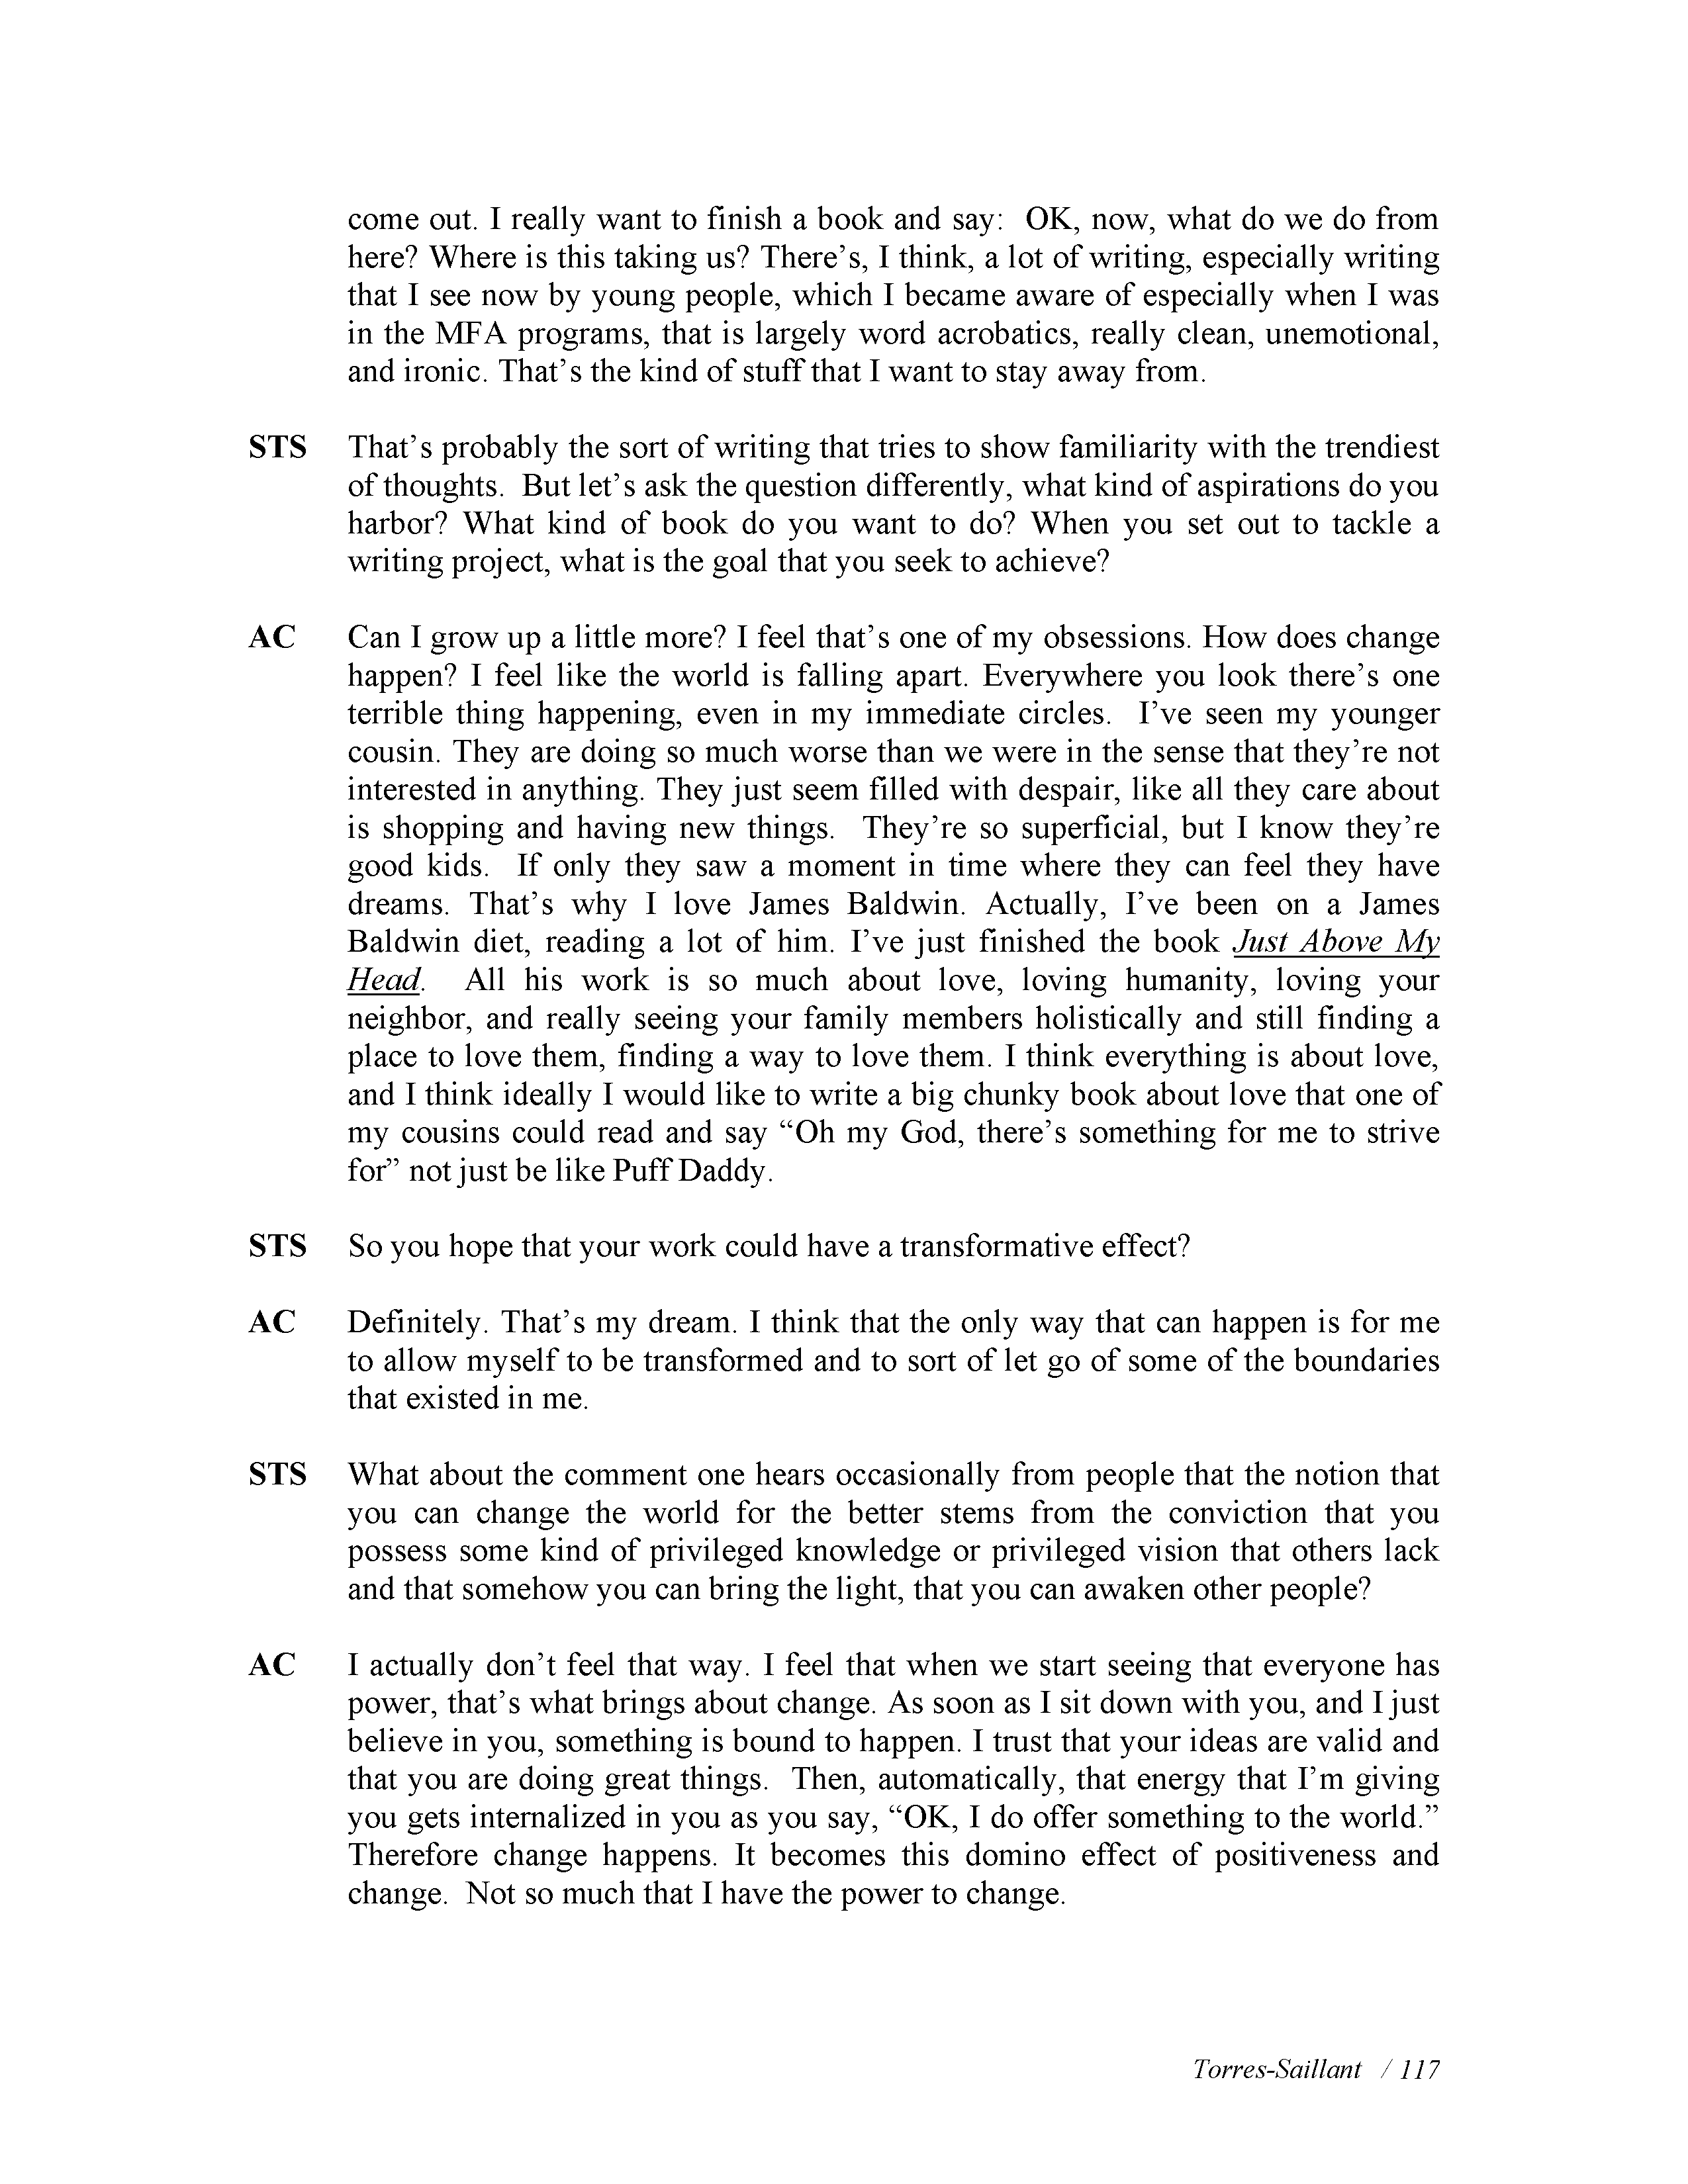 come out. I really want to finish a book and say:  OK, now, what do we do from
here? Where is this taking us? There’s, I think, a lot of writing, especially writing
that I see now by young people, which I became aware of especially when I was
in the MFA programs, that is largely word acrobatics, really clean, unemotional,
and ironic. That’s the kind of stuff that I want to stay away from.
STS That’s probably the sort of writing that tries to show familiarity with the trendiest
of thoughts.  But let’s ask the question differently, what kind of aspirations do you
harbor? What kind of book do you want to do? When you set out to tackle a
writing project, what is the goal that you seek to achieve?
AC Can I grow up a little more? I feel that’s one of my obsessions. How does change
happen? I feel like the world is falling apart. Everywhere you look there’s one
terrible thing happening, even in my immediate circles.  I’ve seen my younger
cousin. They are doing so much worse than we were in the sense that they’re not
interested in anything. They just seem filled with despair, like all they care about
is shopping and having new things.  They’re so superficial, but I know they’re
good kids.  If only they saw a moment in time where they can feel they have
dreams. That’s why I love James Baldwin. Actually, I’ve been on a James
Baldwin diet, reading a lot of him. I’ve just finished the book Just Above My
Head.  All his work is so much about love, loving humanity, loving your
neighbor, and really seeing your family members holistically and still finding a
place to love them, finding a way to love them. I think everything is about love,
and I think ideally I would like to write a big chunky book about love that one of
my cousins could read and say “Oh my God, there’s something for me to strive
for” not just be like Puff Daddy.
STS So you hope that your work could have a transformative effect?
AC Definitely. That’s my dream. I think that the only way that can happen is for me
to allow myself to be transformed and to sort of let go of some of the boundaries
that existed in me.
STS What about the comment one hears occasionally from people that the notion that
you can change the world for the better stems from the conviction that you
possess some kind of privileged knowledge or privileged vision that others lack
and that somehow you can bring the light, that you can awaken other people?
AC I actually don’t feel that way. I feel that when we start seeing that everyone has
power, that’s what brings about change. As soon as I sit down with you, and I just
believe in you, something is bound to happen. I trust that your ideas are valid and
that you are doing great things.  Then, automatically, that energy that I’m giving
you gets internalized in you as you say, “OK, I do offer something to the world.”
Therefore change happens. It becomes this domino effect of positiveness and
change.  Not so much that I have the power to change.
Torres-Saillant / 117